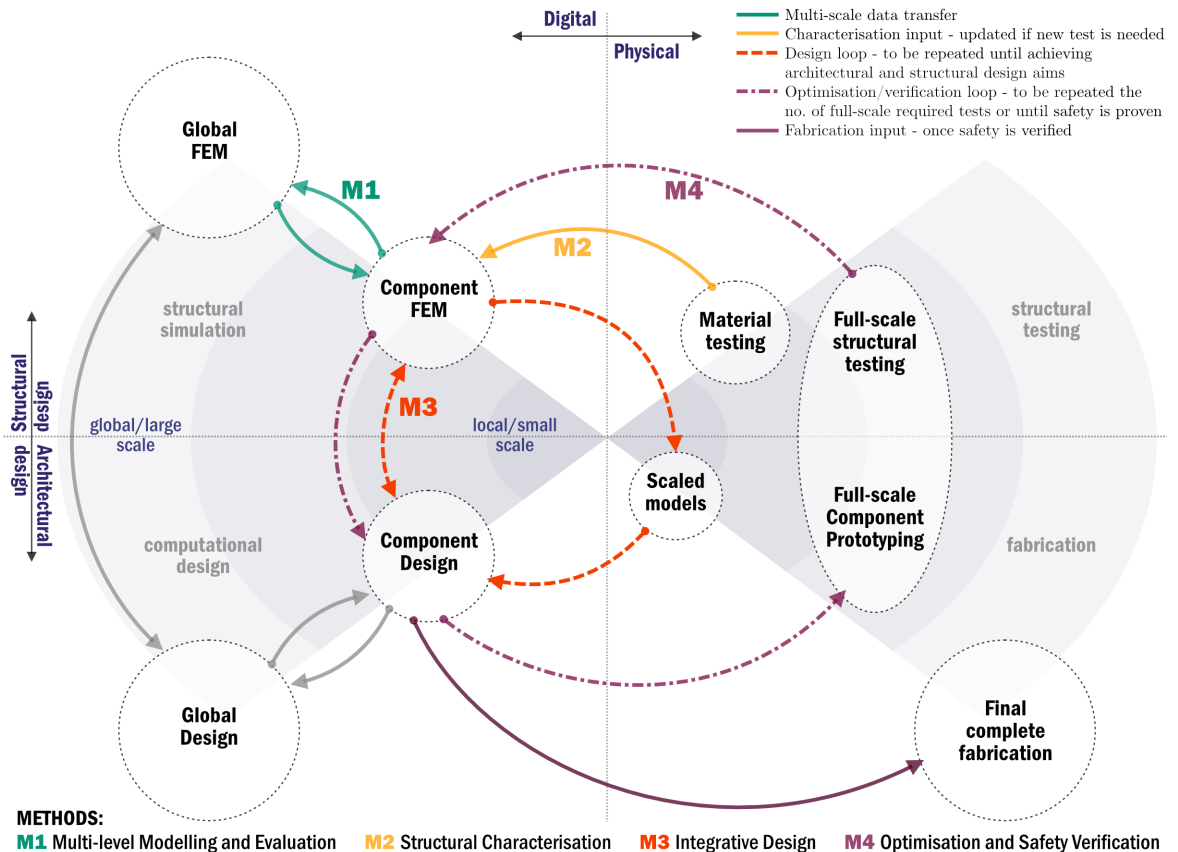 Digital
Physical
Multi-scale data transfer
Characterisation input - updated if new test is needed
Design loop - to be repeated until achieving
architectural and structural design aims
Optimisation/verification loop - to be repeated the
no. of full-scale required tests or until safety is proven
Fabrication input - once safety is verified
Global
FEM
M1
M4
M2
Component
FEM
structural
simulation
Material
testing
Full-scale
structural
testing
structural
testing
Structural design
Architectural design
global/large
scale
M3
local/small
scale
Scaled
models
Full-scale
Component
Prototyping
computational
design
Component
Design
fabrication
Global
Design
Final
complete
fabrication
METHODS:
M1 Multi-level Modelling and Evaluation
M2 Structural Characterisation
M3 Integrative Design
M4 Optimisation and Safety Verification